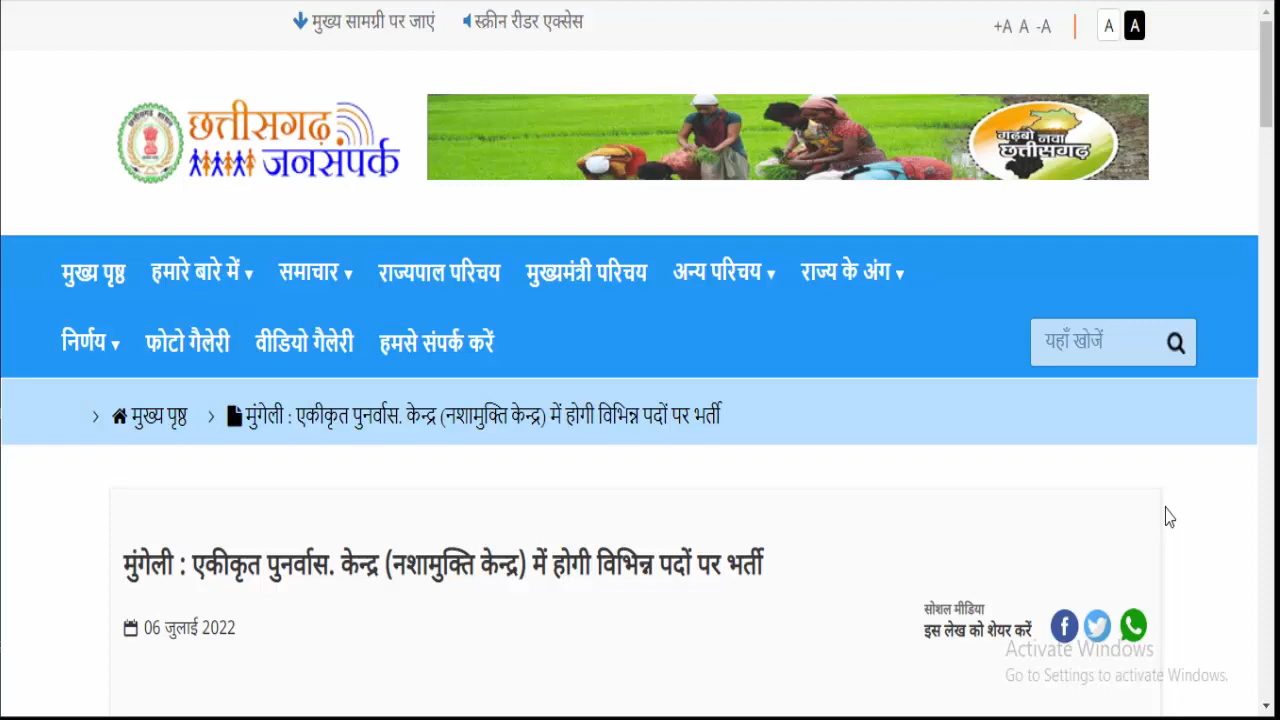 मुख्य सामग्री पर जाएं स्क्रीन रीडर एक्सेस +A A -A A A
छत्तीसगढ़
जनसंपर्क
गढ़बो नवा
छत्तीसगढ़
मुख्य पृष्ठ हमारे बारे में समाचार राज्यपाल परिचय मुख्यमंत्री परिचय अन्य परिचय राज्य के अंग
निर्णय फोटो गैलेरी वीडियो गैलेरी हमसे संपर्क करें यहाँ खोजें
› मुख्य पृष्ठ › मुंगेली : एकीकृत पुनर्वास. केन्द्र (नशामुक्ति केन्द्र) में होगी विभिन्न पदों पर भर्ती
मुंगेली : एकीकृत पुनर्वास. केन्द्र (नशामुक्ति केन्द्र) में होगी विभिन्न पदों पर भर्ती
06 जुलाई 2022
सोशल मीडिया
इस लेख को शेयर करें
Activate Windows
Go to Settings to activate Windows.